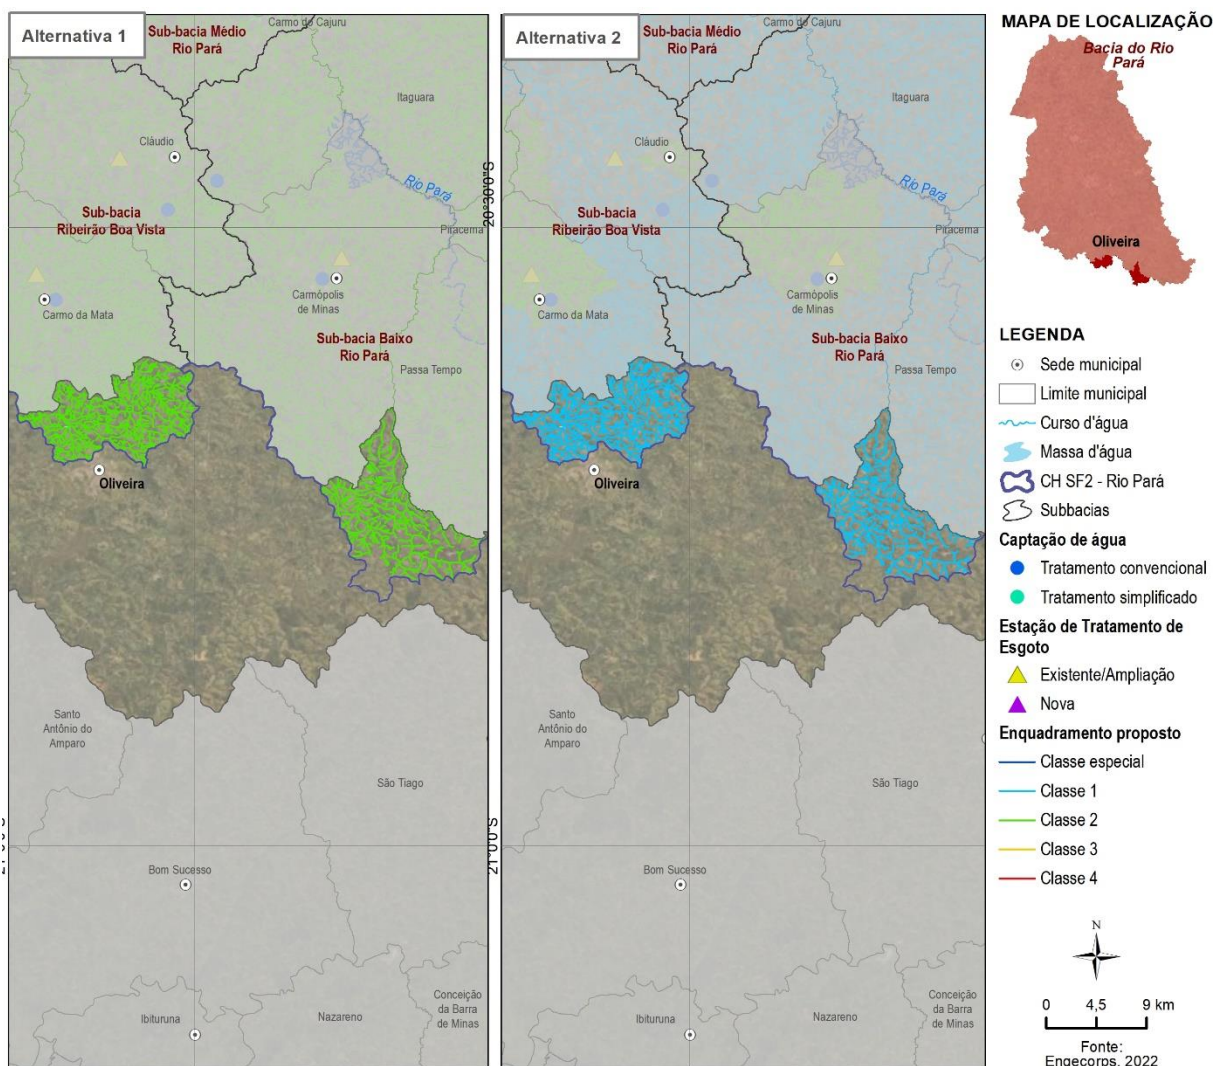 Alternativa 1
Sub-bacia Médio
Rio Pará
Carmo do Cajuru
Itaguara
Cláudio
Rio Pará
20°30'0"S
Sub-bacia
Ribeirão Boa Vista
Piracema
Carmo da Mata
Carmópolis
de Minas
Sub-bacia Baixo
Rio Pará
Passa Tempo
Oliveira
Santo
Antônio do
Amparo
São Tiago
Bom Sucesso
Ibituruna
Nazareno
Conceição
da Barra
de Minas
Alternativa 2
Sub-bacia Médio
Rio Pará
Carmo do Cajuru
Itaguara
Cláudio
Rio Pará
Sub-bacia
Ribeirão Boa Vista
Piracema
Carmo da Mata
Carmópolis
de Minas
Sub-bacia Baixo
Rio Pará
Passa Tempo
Oliveira
Santo
Antônio do
Amparo
São Tiago
21°0'0"S
Bom Sucesso
Ibituruna
Nazareno
Conceição
da Barra
de Minas
MAPA DE LOCALIZAÇÃO
Bacia do Rio
Pará
Oliveira
LEGENDA
Sede municipal
Limite municipal
Curso d'água
Massa d'água
CH SF2 - Rio Pará
Subbacias
Captação de água
Tratamento convencional
Tratamento simplificado
Estação de Tratamento de
Esgoto
Existente/Ampliação
Nova
Enquadramento proposto
Classe especial
Classe 1
Classe 2
Classe 3
Classe 4
N
0 4,5 9 km
Fonte:
Engecorps, 2022